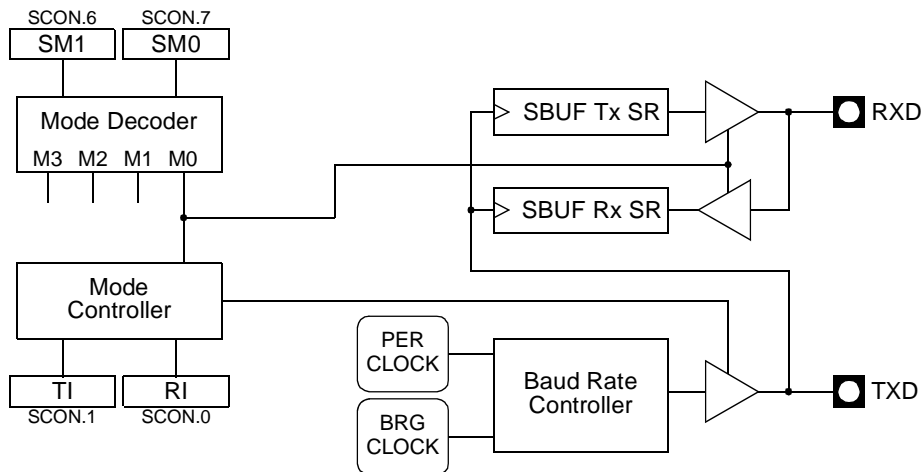 SCON.6 SCON.7
SM1 SM0
Mode Decoder
M3 M2 M1 M0
SBUF Tx SR
RXD
SBUF Rx SR
Mode
Controller
TI RI
SCON.1 SCON.0
PER
CLOCK
BRG
CLOCK
Baud Rate
Controller
TXD